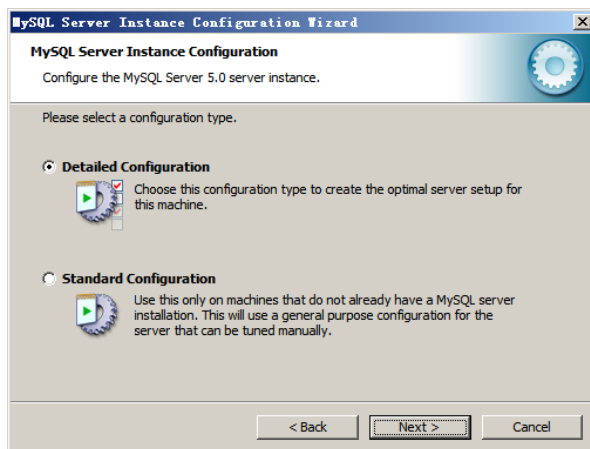 MySQL Server Instance Configuration Wizard
MySQL Server Instance Configuration
Configure the MySQL Server 5.0 server instance.
Please select a configuration type.
Detailed Configuration
Choose this configuration type to create the optimal server setup for
this machine.
Standard Configuration
Use this only on machines that do not already have a MySQL server
installation. This will use a general purpose configuration for the
server that can be tuned manually.
< Back
Next >
Cancel